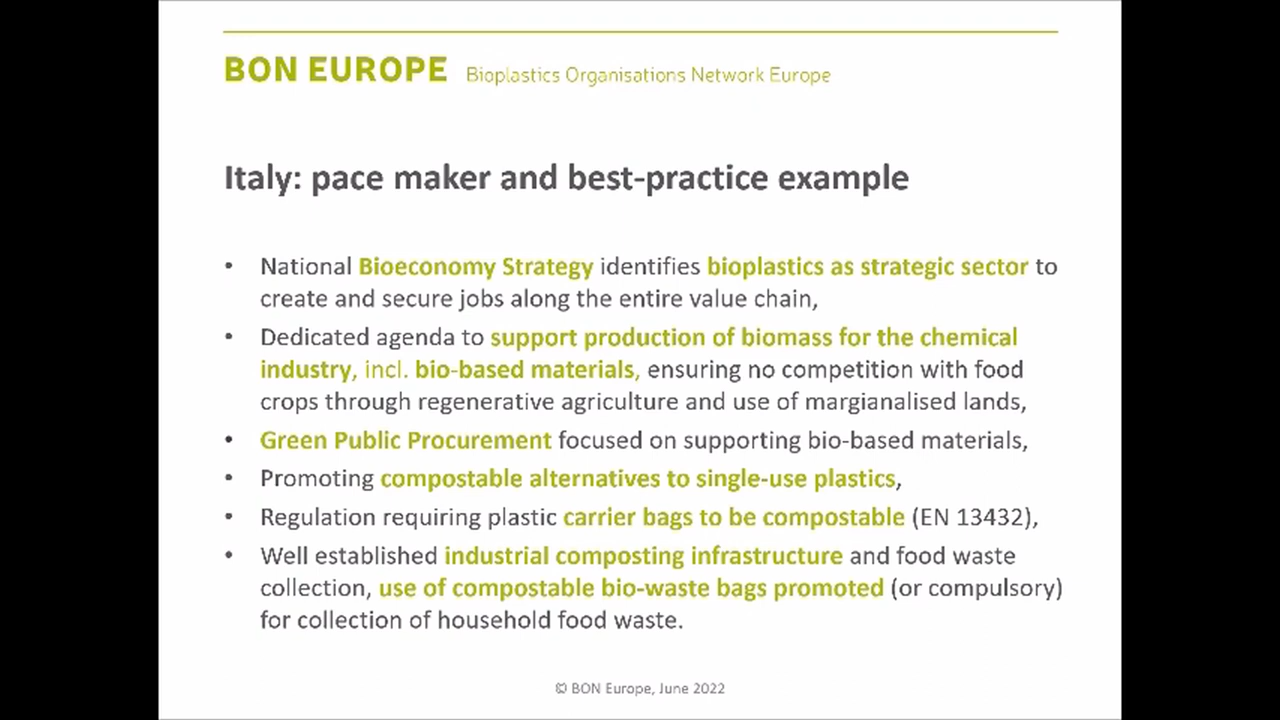 BON EUROPE Bioplastics Organisations Network Europe
Italy: pace maker and best-practice example
• National Bioeconomy Strategy identifies bioplastics as strategic sector to
create and secure jobs along the entire value chain,
• Dedicated agenda to support production of biomass for the chemical
industry, incl. bio-based materials, ensuring no competition with food
crops through regenerative agriculture and use of margianalised lands,
• Green Public Procurement focused on supporting bio-based materials,
• Promoting compostable alternatives to single-use plastics,
• Regulation requiring plastic carrier bags to be compostable (EN 13432),
• Well established industrial composting infrastructure and food waste
collection, use of compostable bio-waste bags promoted (or compulsory)
for collection of household food waste.
© BON Europe, June 2022